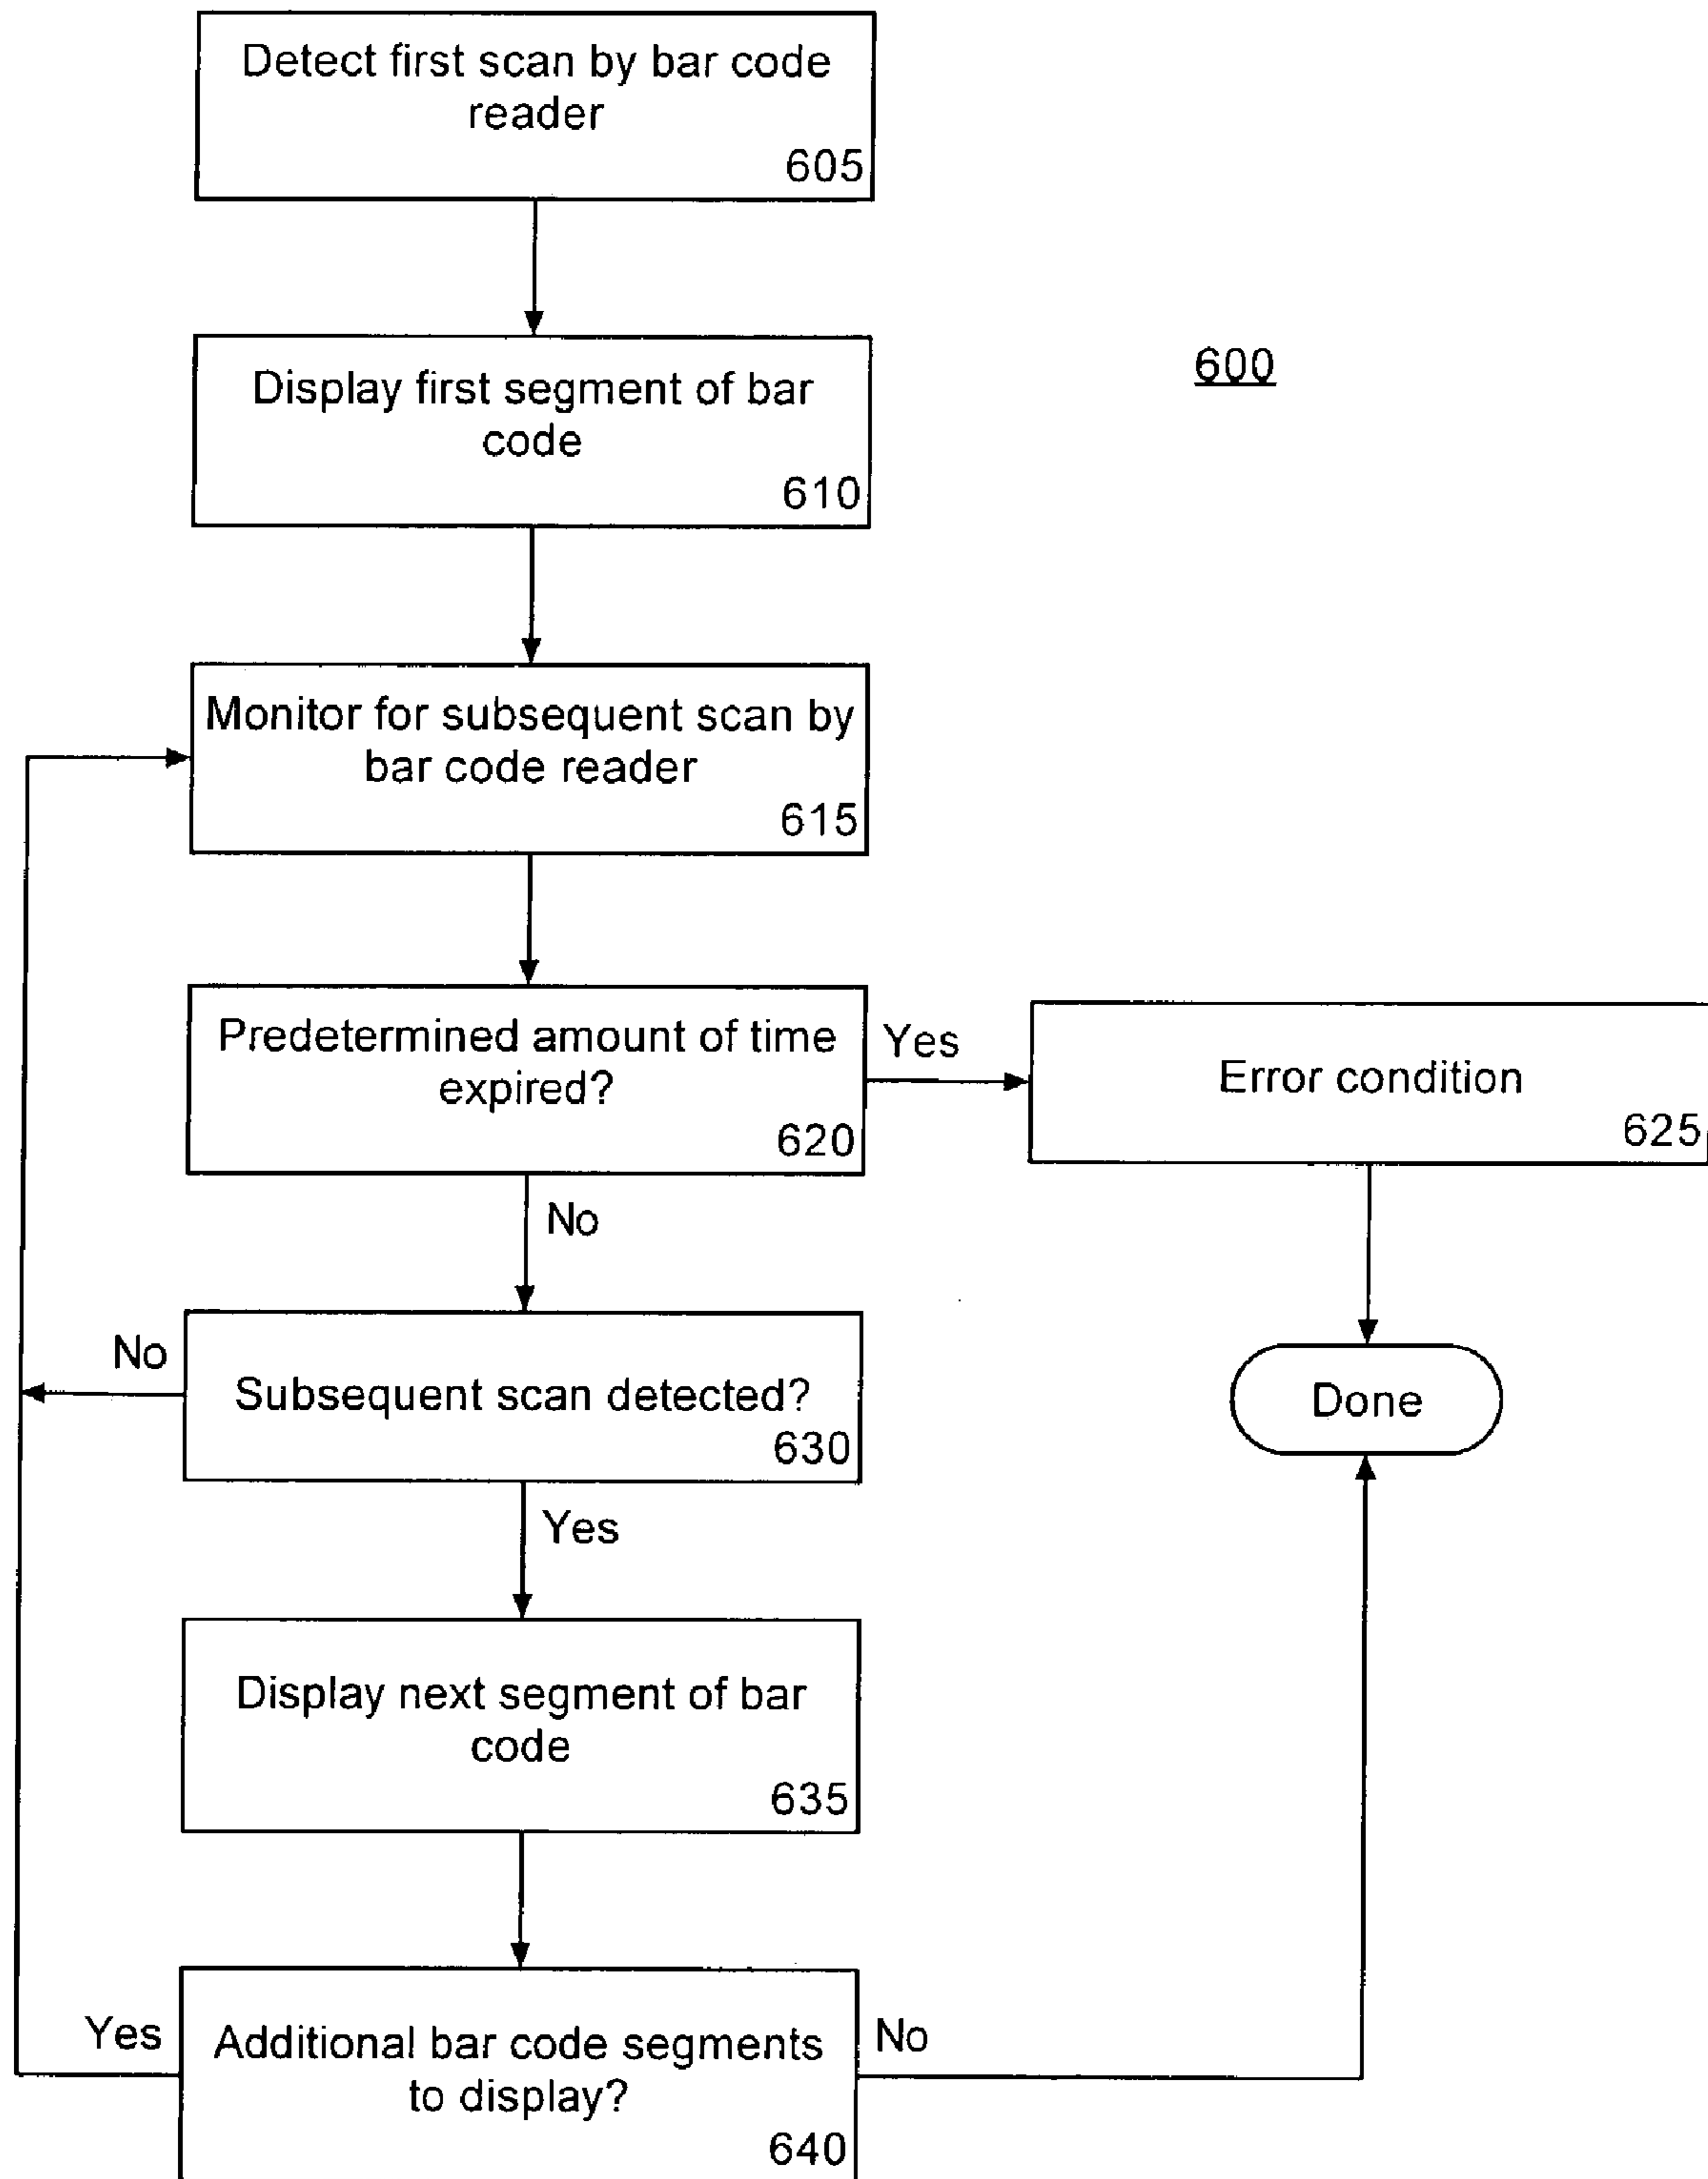 Detect first scan by bar code
reader
605
Display first segment of bar
code
610
600
Monitor for subsequent scan by
bar code reader
615
Predetermined amount of time
expired?
620
Yes
Error condition
625
No
No
Subsequent scan detected?
630
Done
Yes
Display next segment of bar
code
635
Yes
Additional bar code segments
to display?
640
No